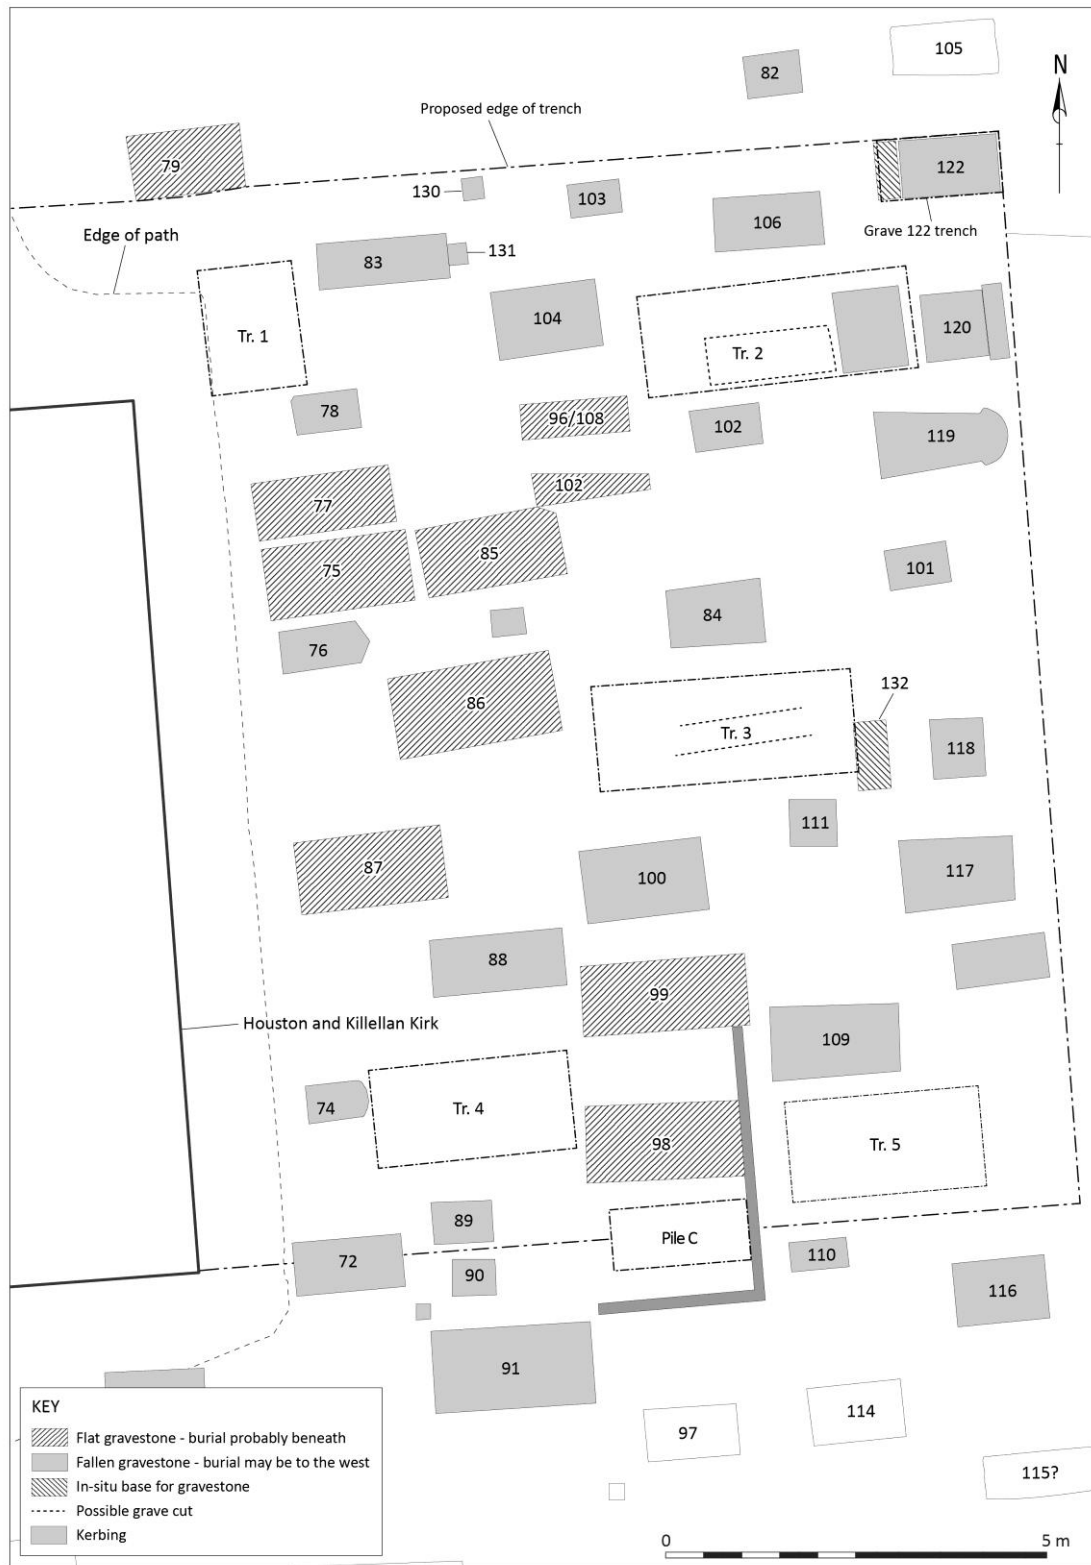 105
82
N
Proposed edge of trench
79
122
130
103
106
Grave 122 trench
Edge of path
131
83
104
120
Tr. 1
Tr. 2
78
96/108
102
119
77
102
85
75
101
84
76
132
86
Tr. 3
118
111
87
100
117
88
99
Houston and Killellan Kirk
109
74
Tr. 4
98
Tr. 5
89
Pile C
72
110
90
116
91
114
97
115?
KEY
Flat gravestone - burial probably beneath
Fallen gravestone - burial may be to the west
In-situ base for gravestone
Possible grave cut
Kerbing
0
5 m